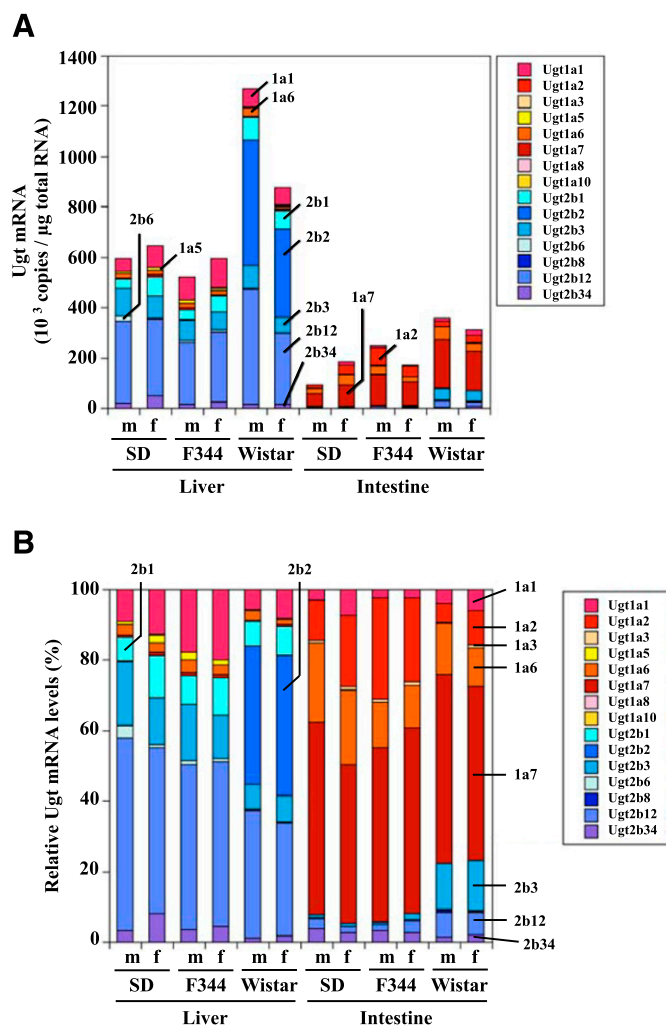 A
Ugt mRNA
(10 3 copies / µg total RNA)
1400
1200
1000
800
600
400
200
0
2b6
1a5
1a1
1a6
2b1
2b2
2b3
2b12
2b34
1a7
1a2
m f m f m f m f m f m f
SD F344 Wistar SD F344 Wistar
Liver Intestine
Ugt1a1
Ugt1a2
Ugt1a3
Ugt1a5
Ugt1a6
Ugt1a7
Ugt1a8
Ugt1a10
Ugt2b1
Ugt2b2
Ugt2b3
Ugt2b6
Ugt2b8
Ugt2b12
Ugt2b34
B
Relative Ugt mRNA levels (%)
100
80
60
40
20
0
2b1
2b2
1a1
1a2
1a3
1a6
1a7
2b3
2b12
2b34
m f m f m f m f m f m f
SD F344 Wistar SD F344 Wistar
Liver Intestine
Ugt1a1
Ugt1a2
Ugt1a3
Ugt1a5
Ugt1a6
Ugt1a7
Ugt1a8
Ugt1a10
Ugt2b1
Ugt2b2
Ugt2b3
Ugt2b6
Ugt2b8
Ugt2b12
Ugt2b34